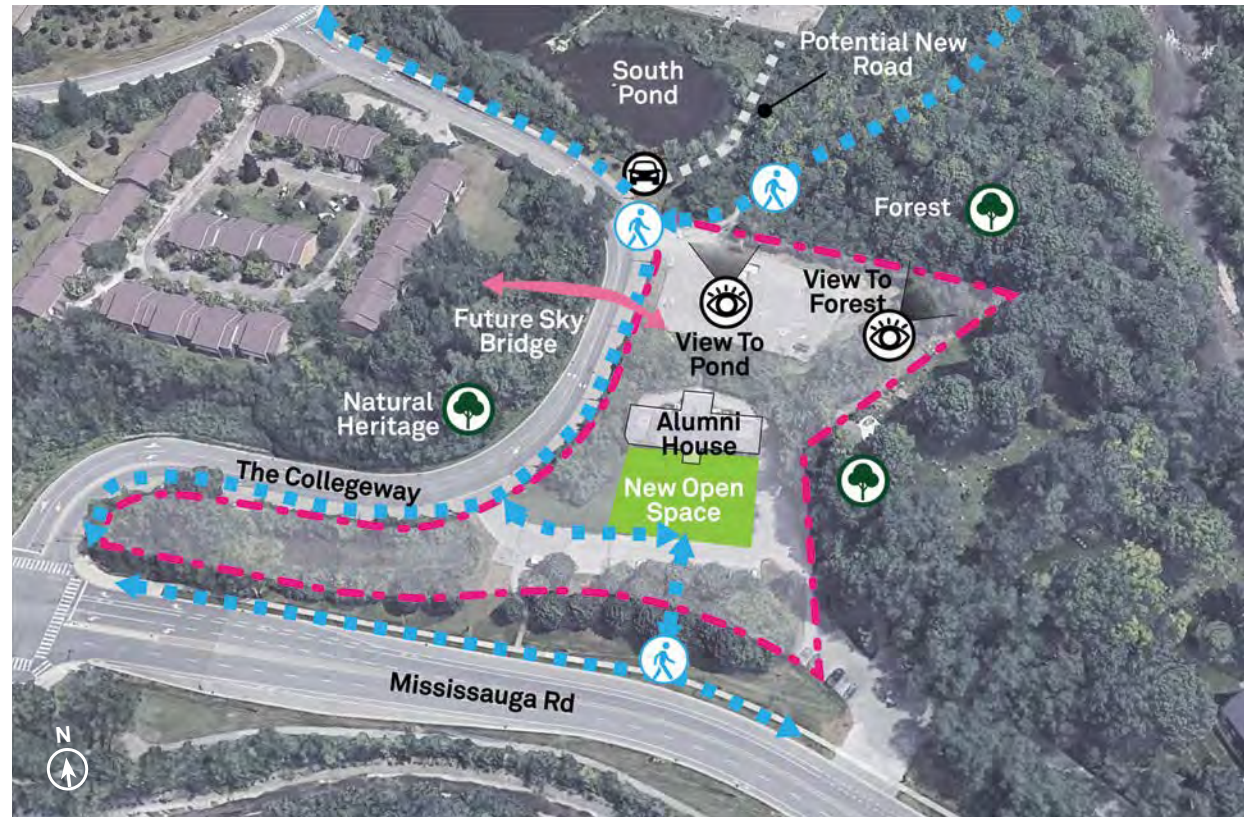 Potential New
Road
South
Pond
Forest
View To
Forest
Future Sky
Bridge
View To
Pond
Natural
Heritage
Alumni
House
The Collegeway
New Open
Space
Mississauga Rd
N